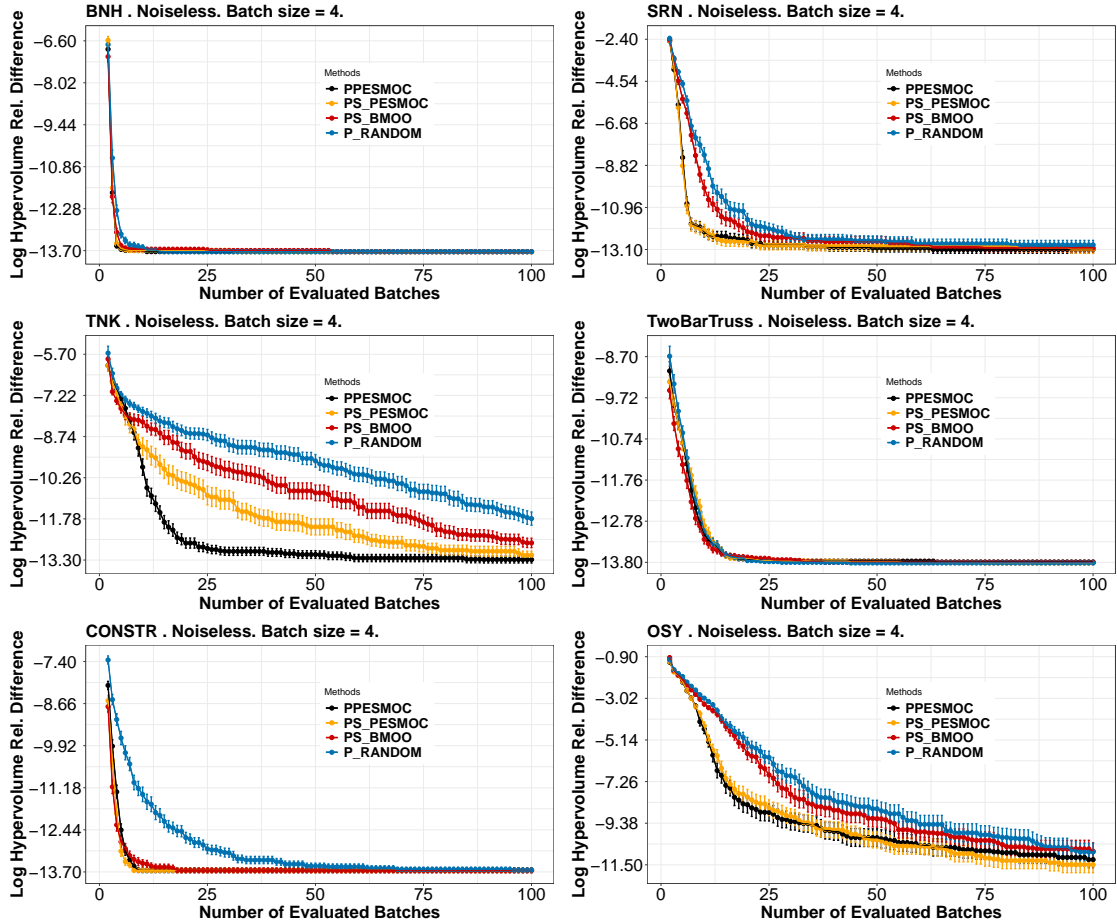 BNH . Noiseless. Batch size = 4.
Log Hypervolume Rel. Difference
−6.60
−8.02
−9.44
−10.86
−12.28
−13.70
Methods
PPESMOC
PS_PESMOC
PS_BMOO
P_RANDOM
0 25 50 75 100
Number of Evaluated Batches
SRN . Noiseless. Batch size = 4.
Log Hypervolume Rel. Difference
−2.40
−4.54
−6.68
−8.82
−10.96
−13.10
Methods
PPESMOC
PS_PESMOC
PS_BMOO
P_RANDOM
0 25 50 75 100
Number of Evaluated Batches
TNK . Noiseless. Batch size = 4.
Log Hypervolume Rel. Difference
−5.70
−7.22
−8.74
−10.26
−11.78
−13.30
Methods
PPESMOC
PS_PESMOC
PS_BMOO
P_RANDOM
0 25 50 75 100
Number of Evaluated Batches
TwoBarTruss . Noiseless. Batch size = 4.
Log Hypervolume Rel. Difference
−8.70
−9.72
−10.74
−11.76
−12.78
−13.80
Methods
PPESMOC
PS_PESMOC
PS_BMOO
P_RANDOM
0 25 50 75 100
Number of Evaluated Batches
CONSTR . Noiseless. Batch size = 4.
Log Hypervolume Rel. Difference
−7.40
−8.66
−9.92
−11.18
−12.44
−13.70
Methods
PPESMOC
PS_PESMOC
PS_BMOO
P_RANDOM
0 25 50 75 100
Number of Evaluated Batches
OSY . Noiseless. Batch size = 4.
Log Hypervolume Rel. Difference
−0.90
−3.02
−5.14
−7.26
−9.38
−11.50
Methods
PPESMOC
PS_PESMOC
PS_BMOO
P_RANDOM
0 25 50 75 100
Number of Evaluated Batches